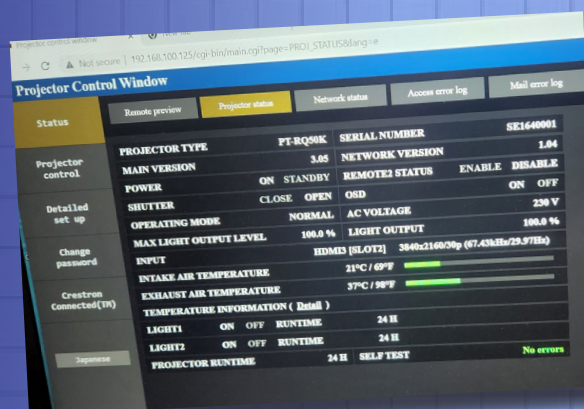 Projector control window
New Tab
Not secure | 192.168.100.125/cgi-bin/main.cgi?page=PROJ_STATUS&lang=e
Projector Control Window
Status
Remote preview
Projector status
Network status
Access error log
Mail error log
Projector control
Detailed set up
Change password
Crestron Connected(TM)
Japanese
PROJECTOR TYPE PT-RQ50K SERIAL NUMBER SE1640001
MAIN VERSION 3.05 NETWORK VERSION 1.04
POWER ON STANDBY REMOTE2 STATUS ENABLE DISABLE
SHUTTER CLOSE OPEN OSD ON OFF
OPERATING MODE NORMAL AC VOLTAGE 230 V
MAX LIGHT OUTPUT LEVEL 100.0 % LIGHT OUTPUT 100.0 %
INPUT HDMI3 [SLOT2] 3840x2160/30p (67.43kHz/29.97Hz)
INTAKE AIR TEMPERATURE 21°C / 69°F
EXHAUST AIR TEMPERATURE 37°C / 98°F
TEMPERATURE INFORMATION ( Detail )
LIGHT1 ON OFF RUNTIME 24 H
LIGHT2 ON OFF RUNTIME 24 H
PROJECTOR RUNTIME 24 H SELF TEST No errors